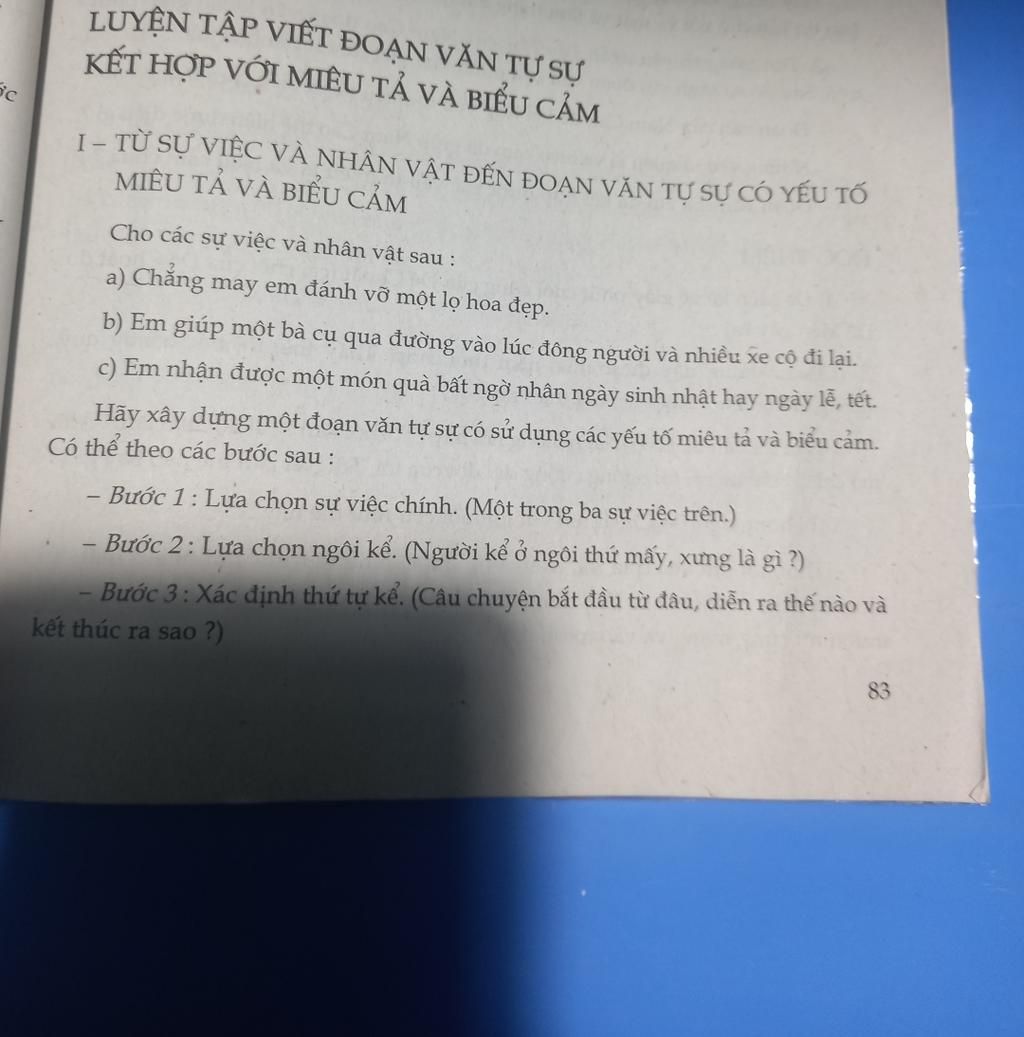 LUYỆN TẬP VIẾT ĐOẠN VĂN TỰ SỰ
KẾT HỢP VỚI MIÊU TẢ VÀ BIỂU CẢM
I – TỪ SỰ VIỆC VÀ NHÂN VẬT ĐẾN ĐOẠN VĂN TỰ SỰ CÓ YẾU TỐ
MIÊU TẢ VÀ BIỂU CẢM
Cho các sự việc và nhân vật sau :
a) Chẳng may em đánh vỡ một lọ hoa đẹp.
b) Em giúp một bà cụ qua đường vào lúc đông người và nhiều xe cộ đi lại.
c) Em nhận được một món quà bất ngờ nhân ngày sinh nhật hay ngày lễ, tết.
Hãy xây dựng một đoạn văn tự sự có sử dụng các yếu tố miêu tả và biểu cảm.
Có thể theo các bước sau :
– Bước 1 : Lựa chọn sự việc chính. (Một trong ba sự việc trên.)
– Bước 2 : Lựa chọn ngôi kể. (Người kể ở ngôi thứ mấy, xưng là gì ?)
– Bước 3 : Xác định thứ tự kể. (Câu chuyện bắt đầu từ đâu, diễn ra thế nào và
kết thúc ra sao ?)
83